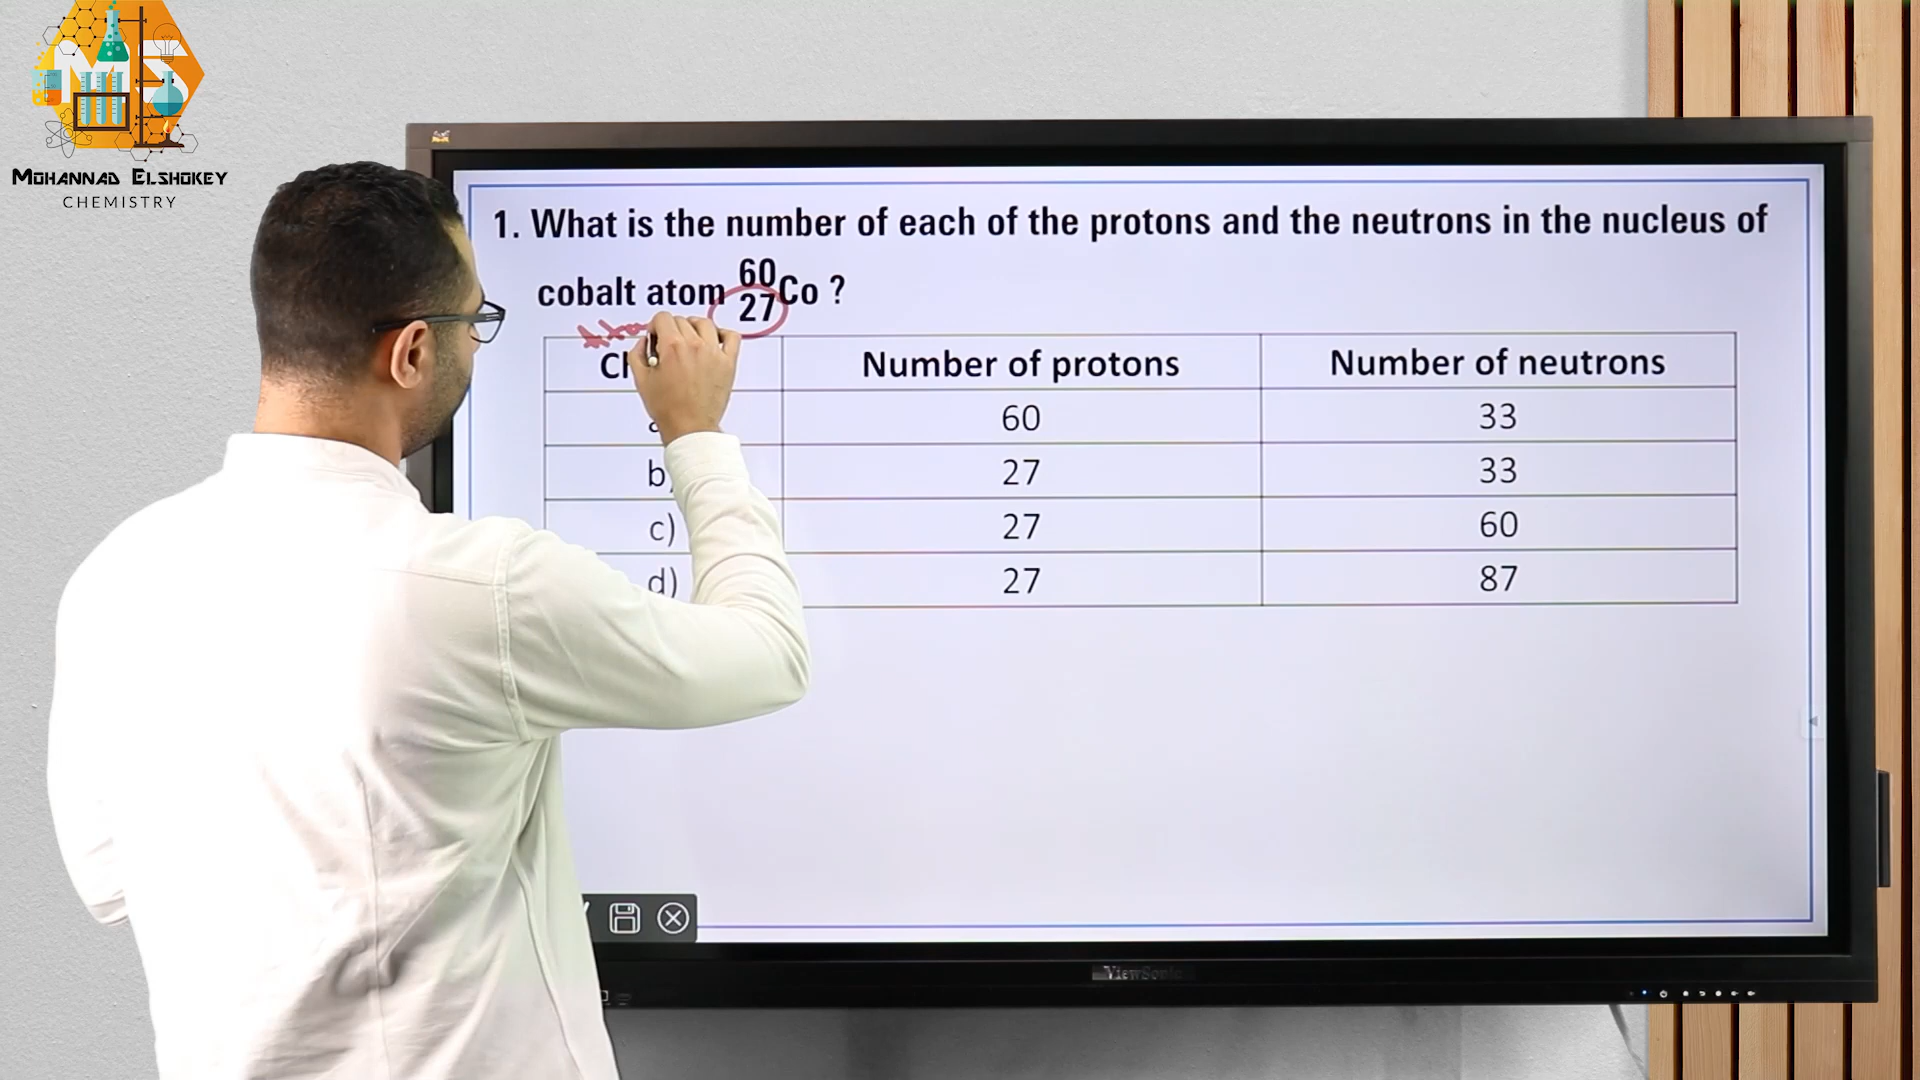 MS
MOHANNAD ELSHOKEY
CHEMISTRY
1. What is the number of each of the protons and the neutrons in the nucleus of
cobalt atom 60 27 Co ?
Number of protons
Number of neutrons
60
33
b)
27
33
c)
27
60
d)
27
87
ViewSonic